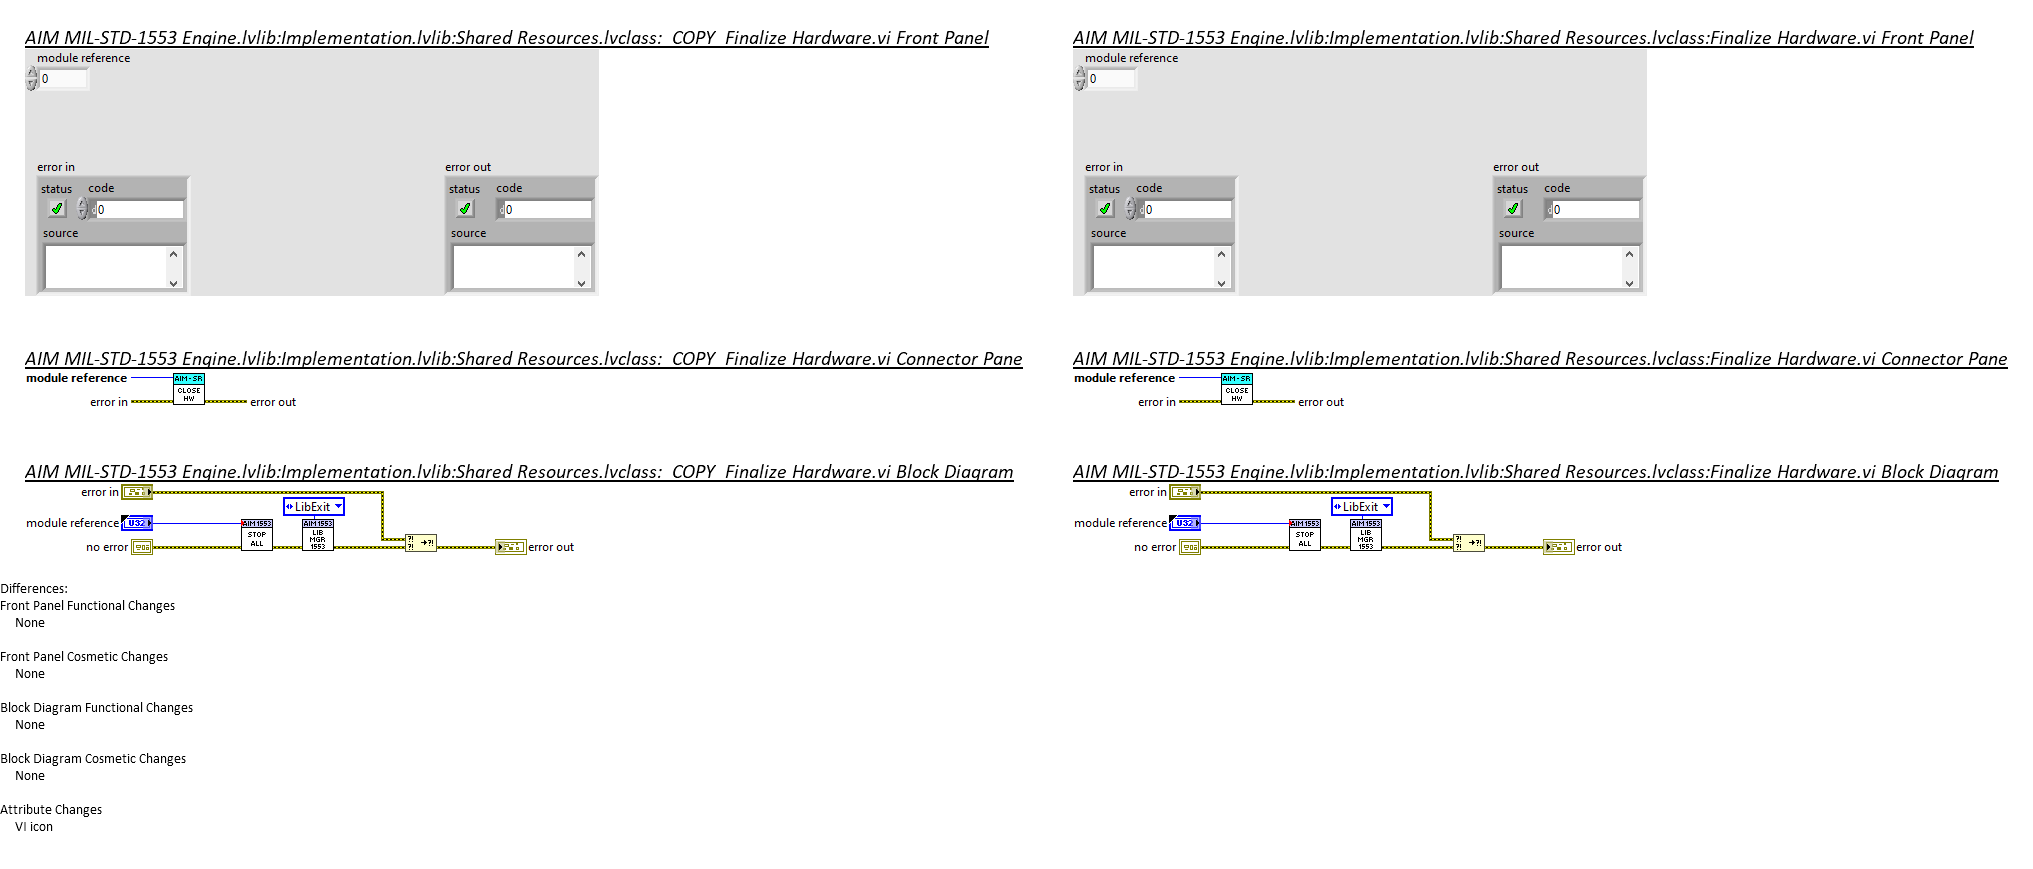 AIM MIL-STD-1553 Engine.lvlib:Implementation.lvlib:Shared Resources.lvclass:_COPY_Finalize Hardware.vi Front Panel
module reference
0
error in
status code
0
source
error out
status code
0
source
AIM MIL-STD-1553 Engine.lvlib:Implementation.lvlib:Shared Resources.lvclass:Finalize Hardware.vi Front Panel
module reference
0
error in
status code
0
source
error out
status code
0
source
AIM MIL-STD-1553 Engine.lvlib:Implementation.lvlib:Shared Resources.lvclass:_COPY_Finalize Hardware.vi Connector Pane
module reference
AIM-SR
CLOSE
HW
error in
error out
AIM MIL-STD-1553 Engine.lvlib:Implementation.lvlib:Shared Resources.lvclass:Finalize Hardware.vi Connector Pane
module reference
AIM-SR
CLOSE
HW
error in
error out
AIM MIL-STD-1553 Engine.lvlib:Implementation.lvlib:Shared Resources.lvclass:_COPY_Finalize Hardware.vi Block Diagram
error in
LibExit
module reference
U32
AIM1553
STOP
ALL
AIM1553
LIB
MGR
1553
no error
?!
?!
→?!
error out
AIM MIL-STD-1553 Engine.lvlib:Implementation.lvlib:Shared Resources.lvclass:Finalize Hardware.vi Block Diagram
error in
LibExit
module reference
U32
AIM1553
STOP
ALL
AIM1553
LIB
MGR
1553
no error
?!
?!
→?!
error out
Differences:
Front Panel Functional Changes
None
Front Panel Cosmetic Changes
None
Block Diagram Functional Changes
None
Block Diagram Cosmetic Changes
None
Attribute Changes
VI icon